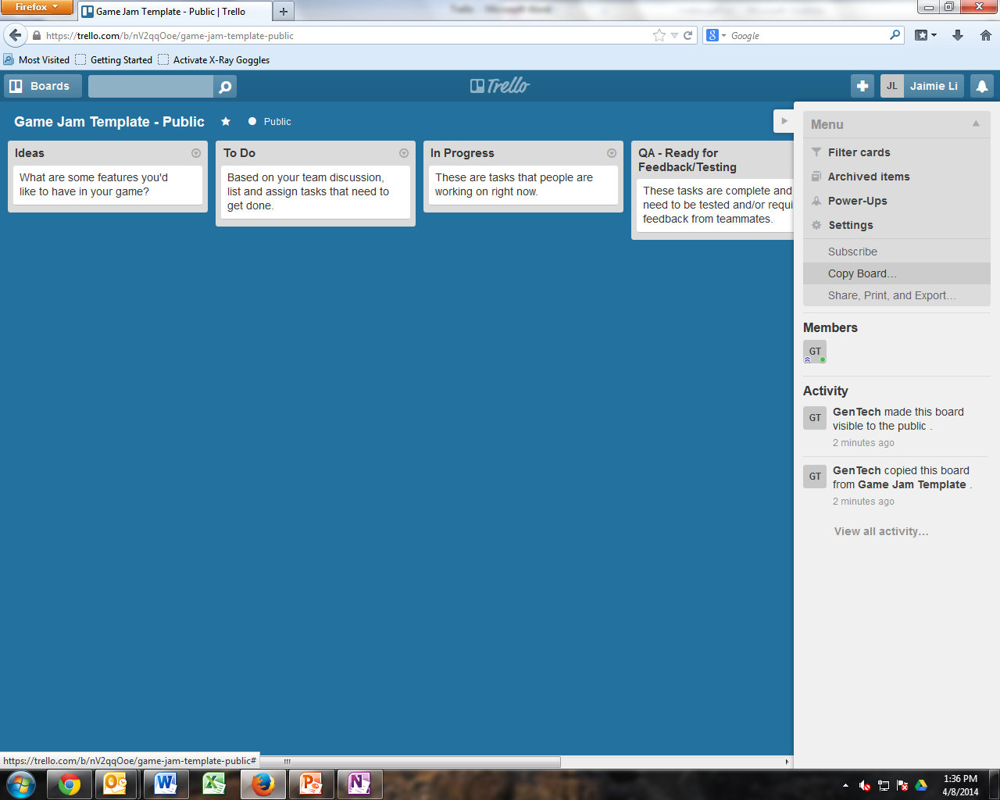 Firefox
Game Jam Template - Public | Trello
https://trello.com/b/nV2qqOoe/game-jam-template-public
Google
Most Visited
Getting Started
Activate X-Ray Goggles
Boards
Trello
JL
Jaimie Li
Game Jam Template - Public
Public
Ideas
What are some features you'd
like to have in your game?
To Do
Based on your team discussion,
list and assign tasks that need to
get done.
In Progress
These are tasks that people are
working on right now.
QA - Ready for
Feedback/Testing
These tasks are complete and
need to be tested and/or requi
feedback from teammates.
Menu
Filter cards
Archived items
Power-Ups
Settings
Subscribe
Copy Board…
Share, Print, and Export…
Members
GT
Activity
GT
GenTech made this board
visible to the public .
2 minutes ago
GT
GenTech copied this board
from Game Jam Template .
2 minutes ago
View all activity…
https://trello.com/b/nV2qqOoe/game-jam-template-public#
1:36 PM
4/8/2014